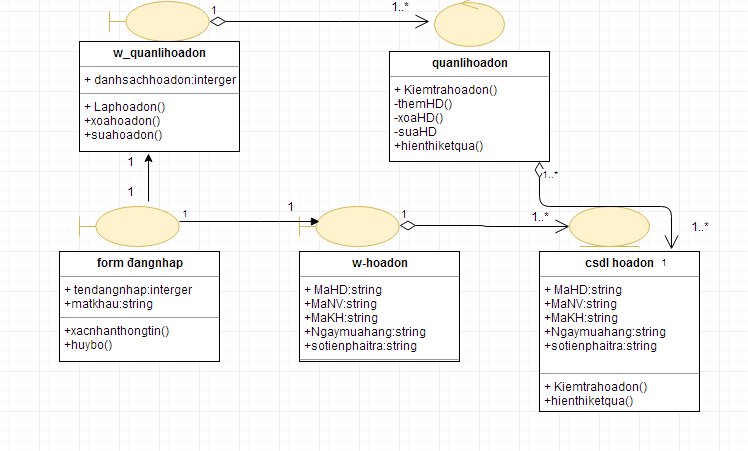 1
1..*
w_quanlihoadon
+ danhsachhoadon:interger
+ Laphoadon()
+xoahoadon()
+suahoadon()
quanlihoadon
+ Kiemtrahoadon()
-themHD()
-xoaHD()
-suaHD
+hienthiketqua()
1
1
1..*
1
1
1
1..*
1..*
form đangnhap
+ tendangnhap:interger
+matkhau:string
+xacnhanthongtin()
+huybo()
w-hoadon
+ MaHD:string
+MaNV:string
+MaKH:string
+Ngaymuahang:string
+sotienphaitra:string
csdl hoadon 1
+ MaHD:string
+MaNV:string
+MaKH:string
+Ngaymuahang:string
+sotienphaitra:string
+ Kiemtrahoadon()
+hienthiketqua()